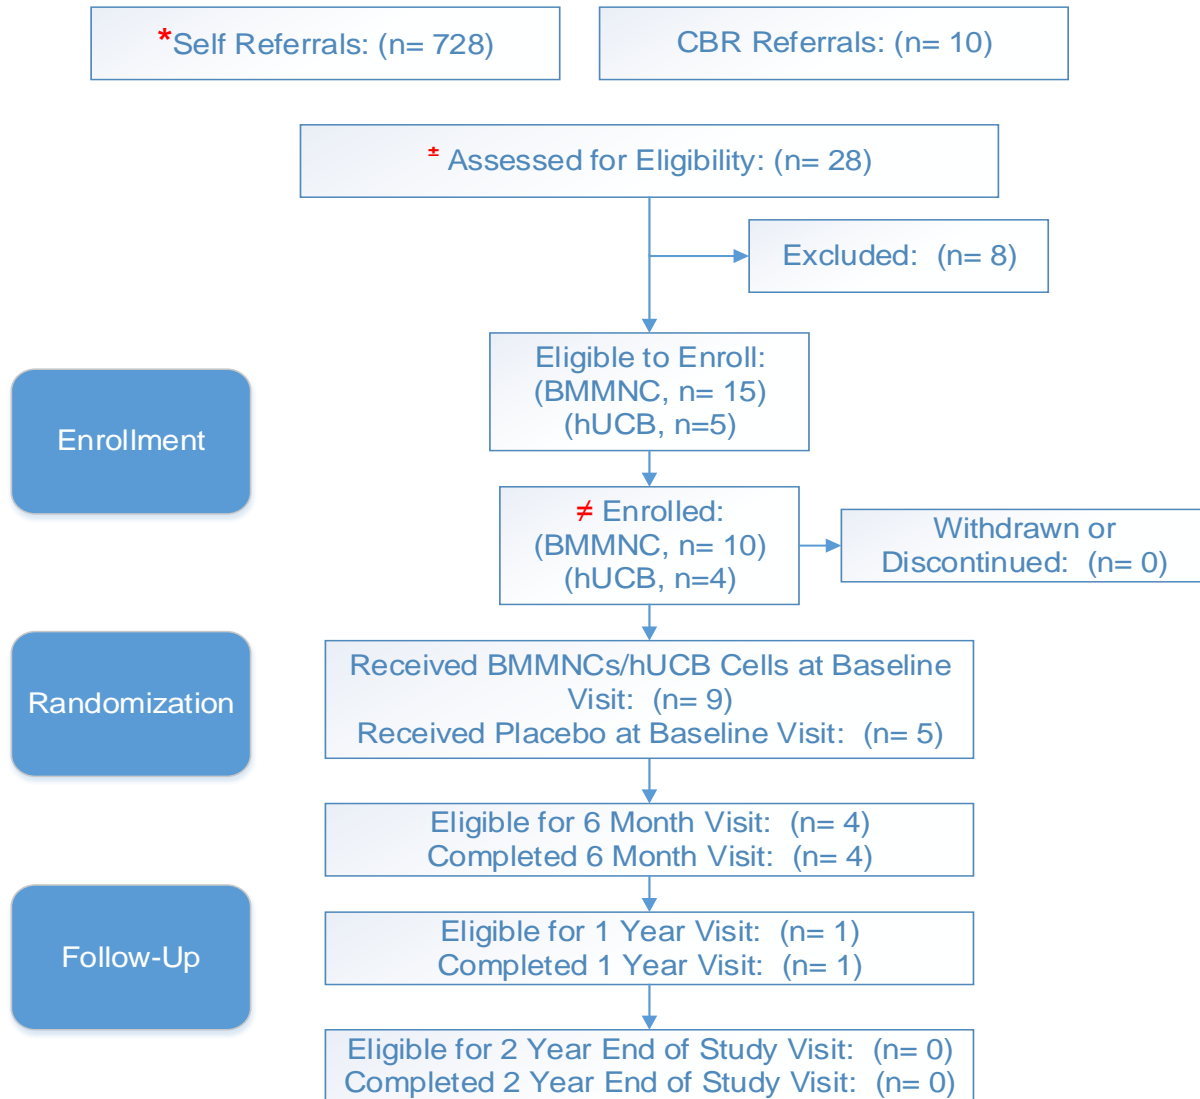 *Self Referrals: (n= 728)
CBR Referrals: (n= 10)
± Assessed for Eligibility: (n= 28)
Excluded: (n= 8)
Eligible to Enroll:
(BMMNC, n= 15)
(hUCB, n=5)
Enrollment
≠ Enrolled:
(BMMNC, n= 10)
(hUCB, n=4)
Withdrawn or
Discontinued: (n= 0)
Randomization
Received BMMNCs/hUCB Cells at Baseline
Visit: (n= 9)
Received Placebo at Baseline Visit: (n= 5)
Eligible for 6 Month Visit: (n= 4)
Completed 6 Month Visit: (n= 4)
Follow-Up
Eligible for 1 Year Visit: (n= 1)
Completed 1 Year Visit: (n= 1)
Eligible for 2 Year End of Study Visit: (n= 0)
Completed 2 Year End of Study Visit: (n= 0)